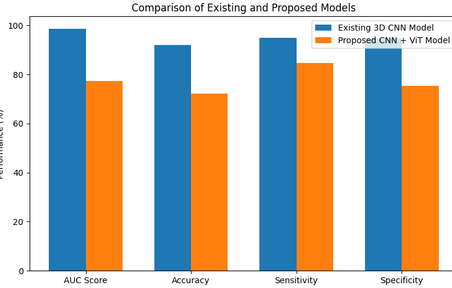 Comparison of Existing and Proposed Models
Existing 3D CNN Model
Proposed CNN + ViT Model
100
80
60
40
20
0
Performance (%)
AUC Score
Accuracy
Sensitivity
Specificity